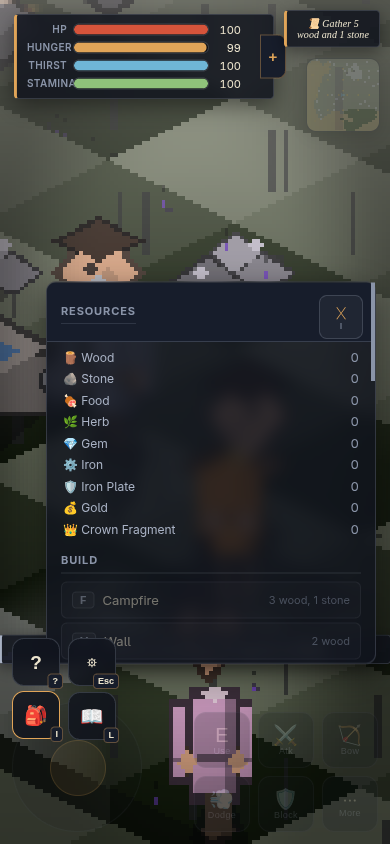 HP 100
HUNGER 99
THIRST 100
STAMINA 100
+
Gather 5
wood and 1 stone
RESOURCES
X
I
Wood 0
Stone 0
Food 0
Herb 0
Gem 0
Iron 0
Iron Plate 0
Gold 0
Crown Fragment 0
BUILD
F Campfire 3 wood, 1 stone
Wall 2 wood
? ?
Esc
I
L
E
Use
Bow
Dodge
Block
More